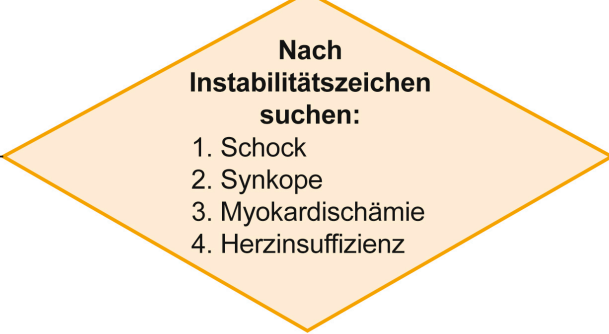 Nach
Instabilitätszeichen
suchen:
1. Schock
2. Synkope
3. Myokardischämie
4. Herzinsuffizienz